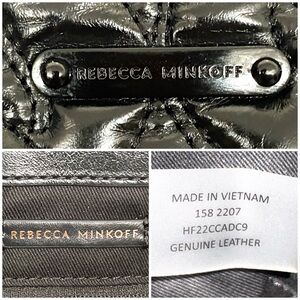 REBECCA MINKOFF
REBECCA MINKOFF
MADE IN VIETNAM
158 2207
HF22CCADC9
GENUINE LEATHER